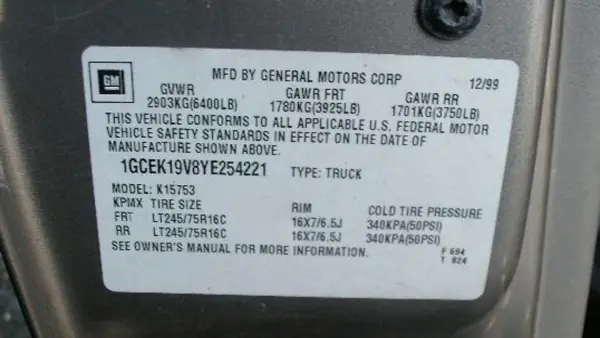 GM
MFD BY GENERAL MOTORS CORP 12/99
GVWR GAWR FRT GAWR RR
2903KG(6400LB) 1780KG(3925LB) 1701KG(3750LB)
THIS VEHICLE CONFORMS TO ALL APPLICABLE U.S. FEDERAL MOTOR
VEHICLE SAFETY STANDARDS IN EFFECT ON THE DATE OF
MANUFACTURE SHOWN ABOVE.
1GCEK19V8YE254221 TYPE: TRUCK
MODEL: K15753
KPMX TIRE SIZE RIM COLD TIRE PRESSURE
FRT LT245/75R16C 16X7/6.5J 340KPA(50PSI)
RR LT245/75R16C 16X7/6.5J 340KPA(50PSI)
SEE OWNER'S MANUAL FOR MORE INFORMATION. F 694
T 824